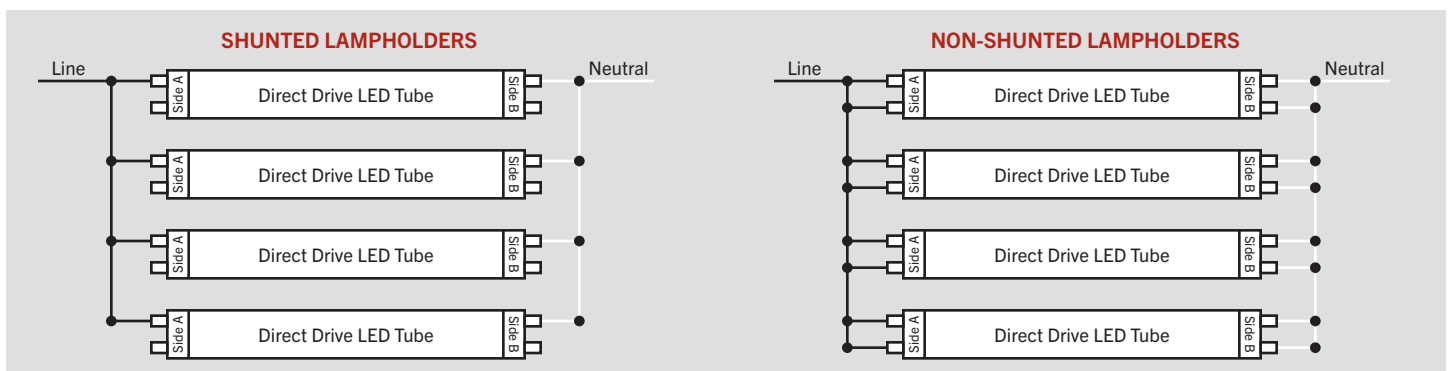 SHUNTED LAMPHOLDERS
Line
Neutral
Side A
Direct Drive LED Tube
Side B
Side A
Direct Drive LED Tube
Side B
Side A
Direct Drive LED Tube
Side B
Side A
Direct Drive LED Tube
Side B
NON-SHUNTED LAMPHOLDERS
Line
Neutral
Side A
Direct Drive LED Tube
Side B
Side A
Direct Drive LED Tube
Side B
Side A
Direct Drive LED Tube
Side B
Side A
Direct Drive LED Tube
Side B